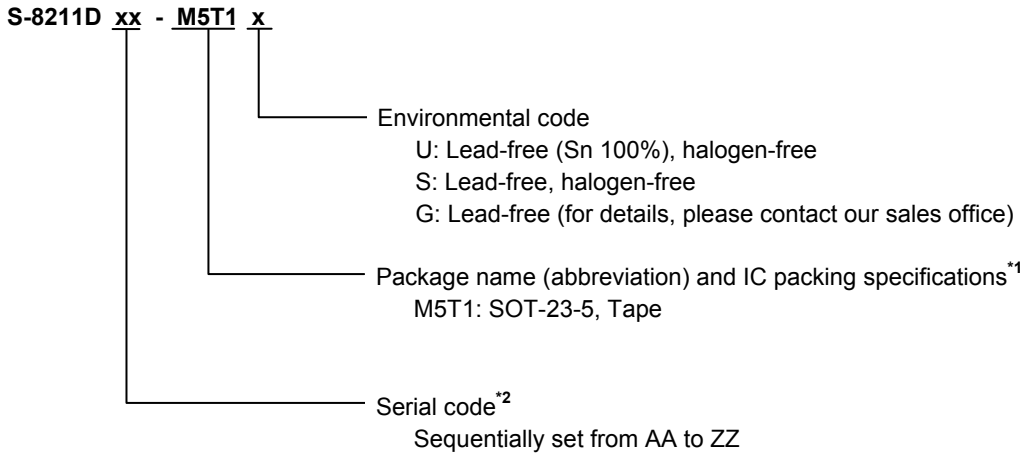 S-8211D xx - M5T1 x
Environmental code
U: Lead-free (Sn 100%), halogen-free
S: Lead-free, halogen-free
G: Lead-free (for details, please contact our sales office)
Package name (abbreviation) and IC packing specifications*1
M5T1: SOT-23-5, Tape
Serial code*2
Sequentially set from AA to ZZ